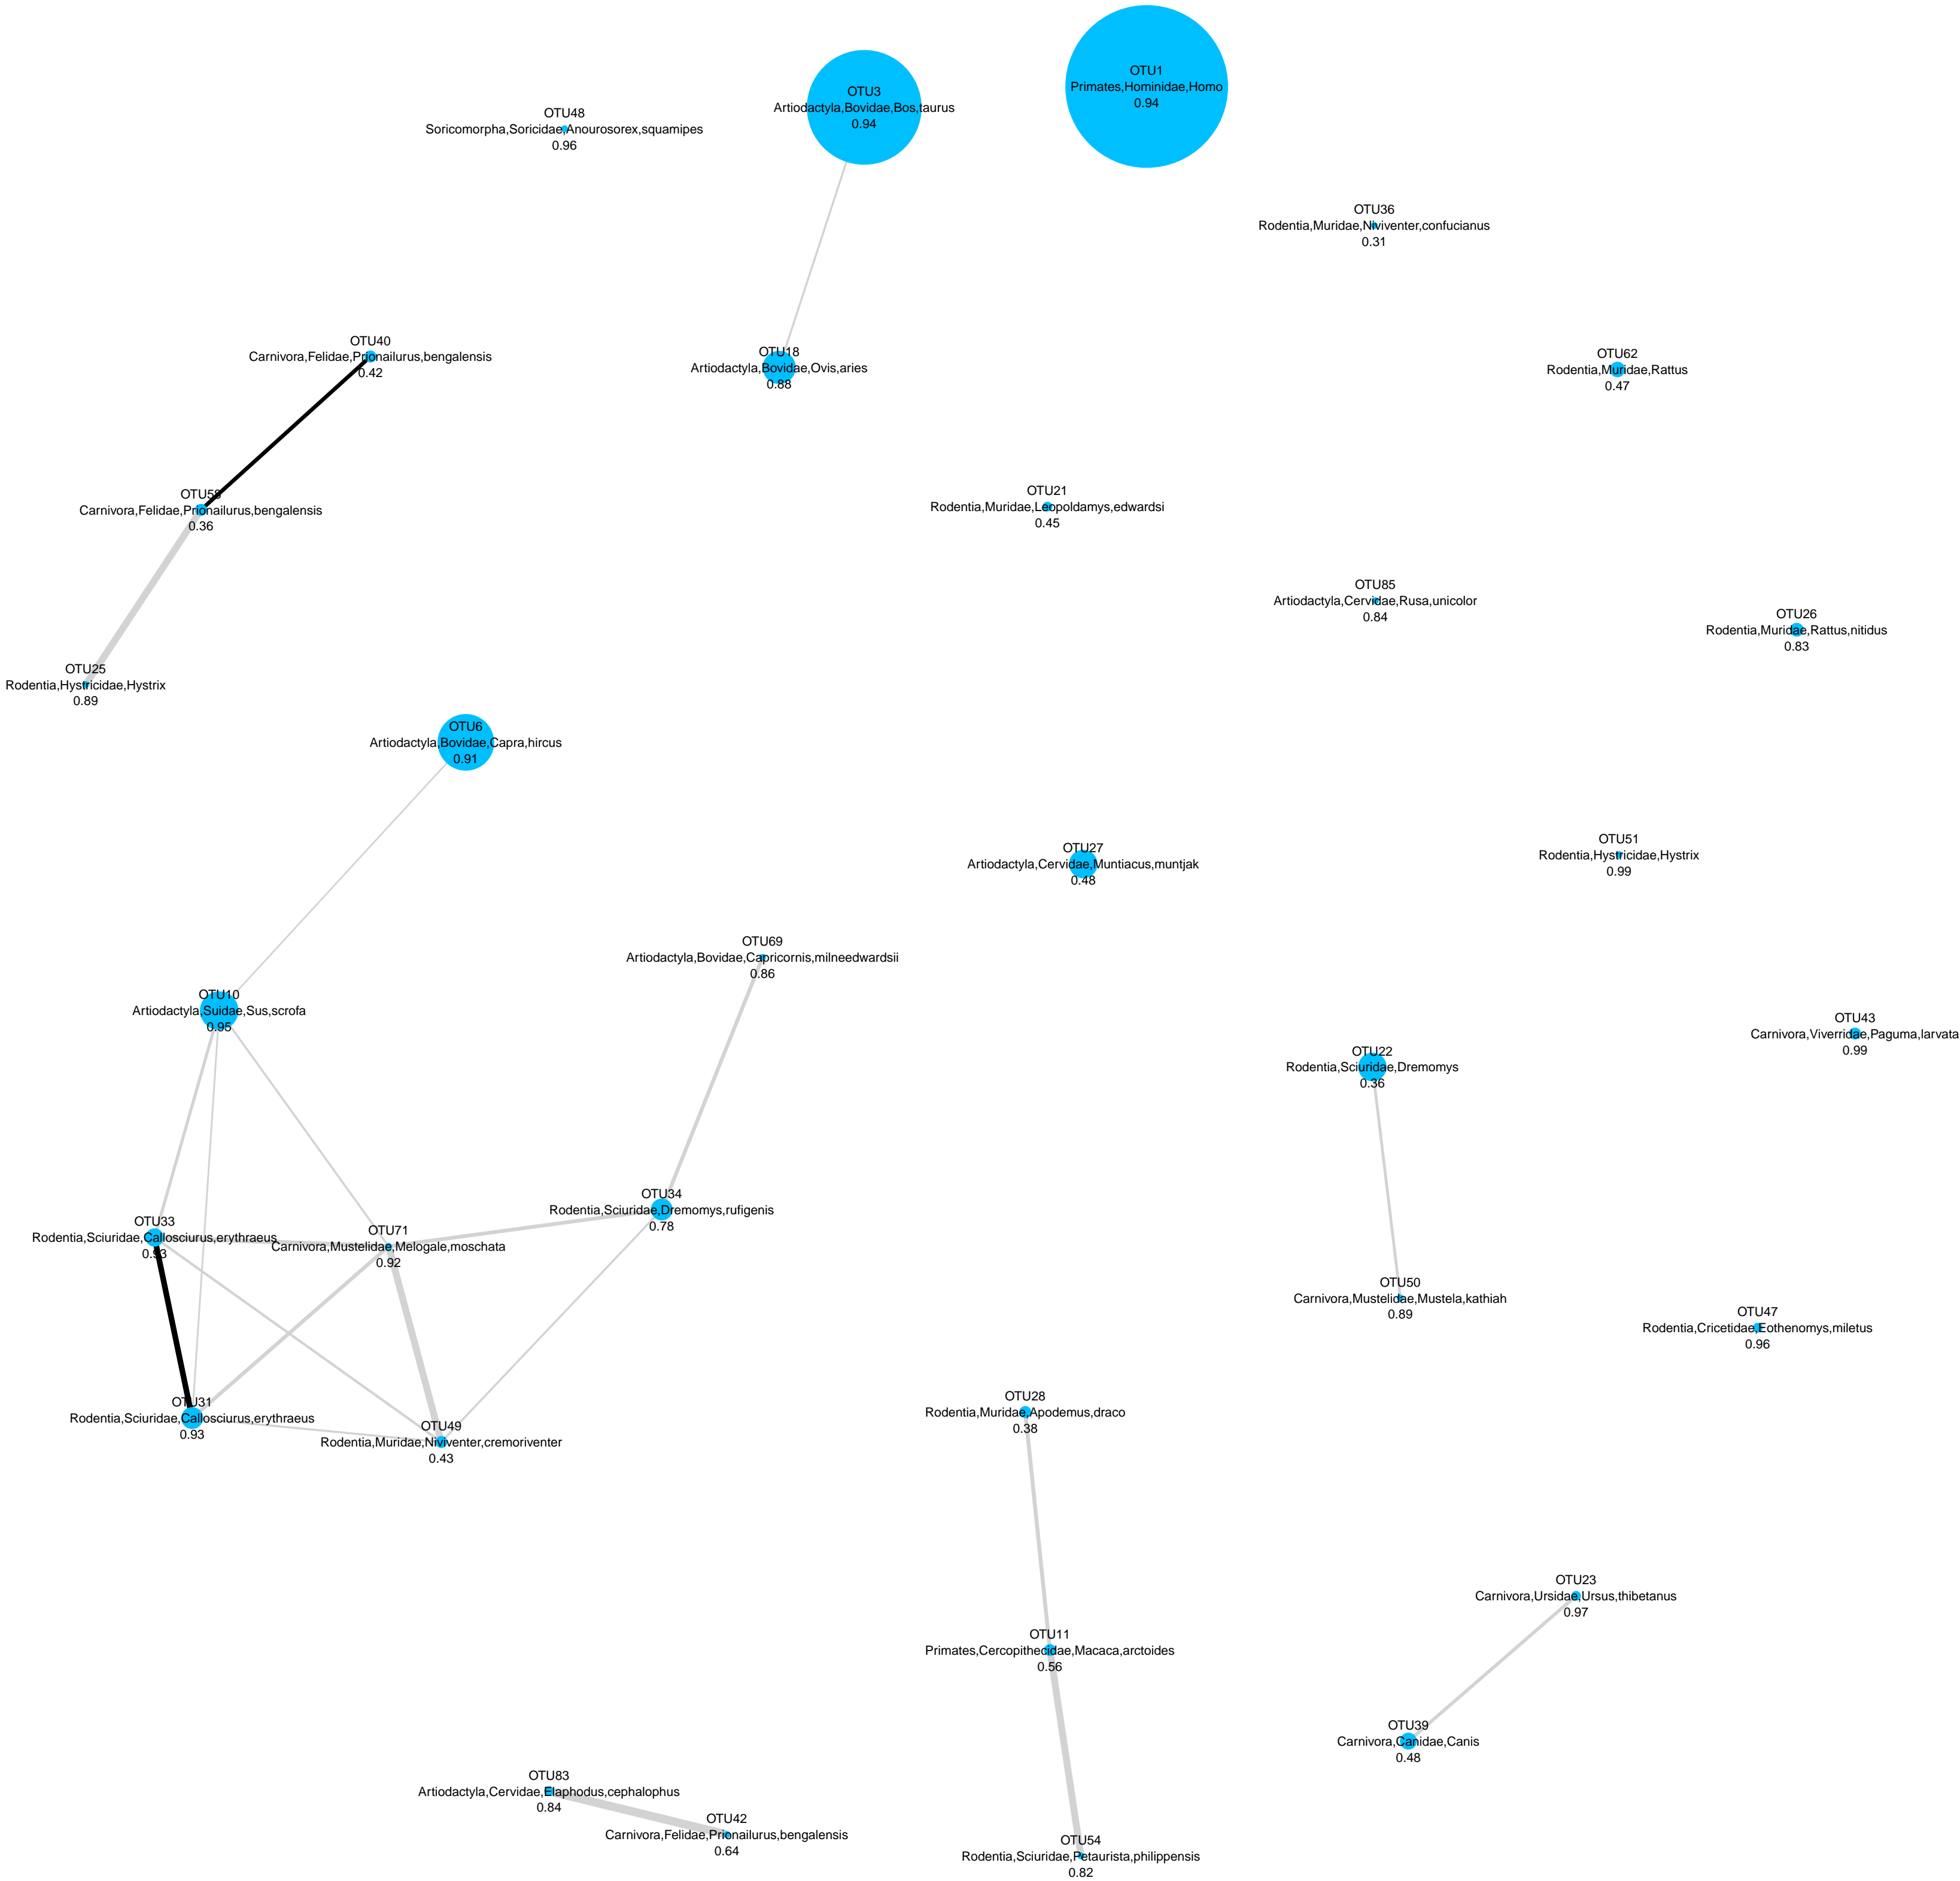 OTU1
Primates,Hominidae,Homo
0.94
OTU3
Artiodactyla,Bovidae,Bos,taurus
0.94
OTU48
Soricomorpha,Soricidae,Anourosorex,squamipes
0.96
OTU36
Rodentia,Muridae,Niviventer,confucianus
0.31
OTU40
Carnivora,Felidae,Prionailurus,bengalensis
0.42
OTU18
Artiodactyla,Bovidae,Ovis,aries
0.88
OTU62
Rodentia,Muridae,Rattus
0.47
OTU58
Carnivora,Felidae,Prionailurus,bengalensis
0.36
OTU21
Rodentia,Muridae,Leopoldamys,edwardsi
0.45
OTU85
Artiodactyla,Cervidae,Rusa,unicolor
0.84
OTU26
Rodentia,Muridae,Rattus,nitidus
0.83
OTU25
Rodentia,Hystricidae,Hystrix
0.89
OTU6
Artiodactyla,Bovidae,Capra,hircus
0.91
OTU27
Artiodactyla,Cervidae,Muntiacus,muntjak
0.48
OTU51
Rodentia,Hystricidae,Hystrix
0.99
OTU69
Artiodactyla,Bovidae,Capricornis,milneedwardsii
0.86
OTU10
Artiodactyla,Suidae,Sus,scrofa
0.95
OTU43
Carnivora,Viverridae,Paguma,larvata
0.99
OTU22
Rodentia,Sciuridae,Dremomys
0.36
OTU34
Rodentia,Sciuridae,Dremomys,rufigenis
0.78
OTU33
Rodentia,Sciuridae,Callosciurus,erythraeus
0.93
OTU71
Carnivora,Mustelidae,Melogale,moschata
0.92
OTU50
Carnivora,Mustelidae,Mustela,kathiah
0.89
OTU47
Rodentia,Cricetidae,Eothenomys,miletus
0.96
OTU31
Rodentia,Sciuridae,Callosciurus,erythraeus
0.93
OTU49
Rodentia,Muridae,Niviventer,cremoriventer
0.43
OTU28
Rodentia,Muridae,Apodemus,draco
0.38
OTU23
Carnivora,Ursidae,Ursus,thibetanus
0.97
OTU11
Primates,Cercopithecidae,Macaca,arctoides
0.56
OTU39
Carnivora,Canidae,Canis
0.48
OTU83
Artiodactyla,Cervidae,Elaphodus,cephalophus
0.84
OTU42
Carnivora,Felidae,Prionailurus,bengalensis
0.64
OTU54
Rodentia,Sciuridae,Petaurista,philippensis
0.82